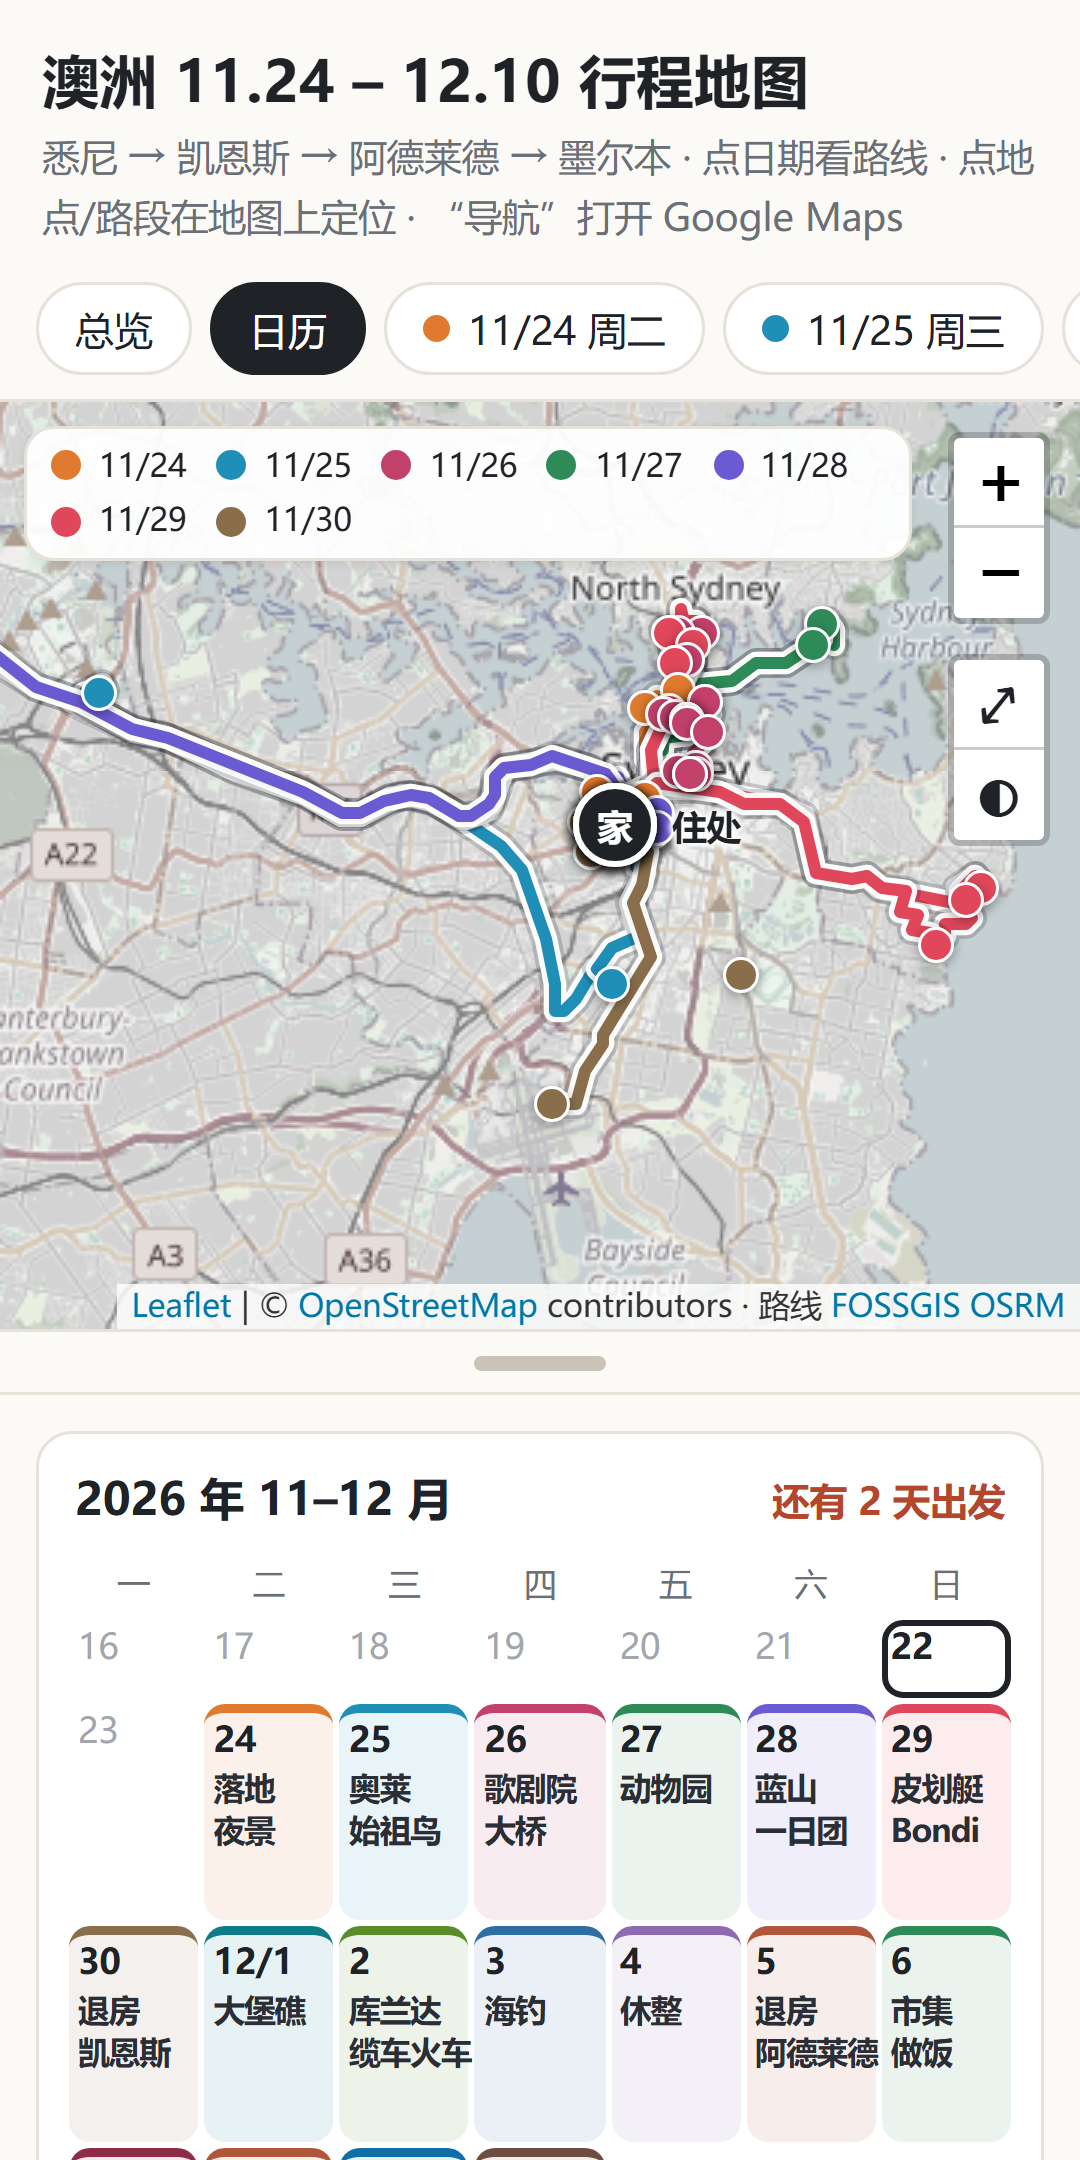 澳洲 11.24 – 12.10 行程地图
悉尼 → 凯恩斯 → 阿德莱德 → 墨尔本 · 点日期看路线 · 点地
点/路段在地图上定位 · “导航”打开 Google Maps
总览
日历
11/24 周二
11/25 周三
11/24
11/25
11/26
11/27
11/28
11/29
11/30
North Sydney
Harbour
家
住处
A22
Council
A3
A36
Bayside
Council
Leaflet | © OpenStreetMap contributors · 路线 FOSSGIS OSRM
2026 年 11–12 月
还有 2 天出发
一 二 三 四 五 六 日
16 17 18 19 20 21 22
23
24
落地
夜景
25
奥莱
始祖鸟
26
歌剧院
大桥
27
动物园
28
蓝山
一日团
29
皮划艇
Bondi
30
退房
凯恩斯
12/1
大堡礁
2
库兰达
缆车火车
3
海钓
4
休整
5
退房
阿德莱德
6
市集
做饭